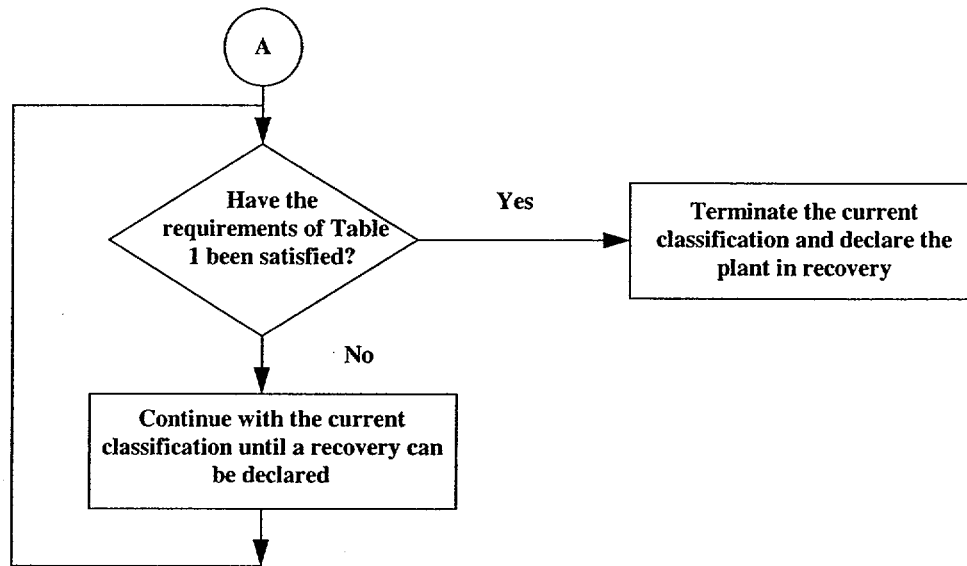 A
Have the
requirements of Table
1 been satisfied?
Yes
Terminate the current
classification and declare the
plant in recovery
No
Continue with the current
classification until a recovery can
be declared